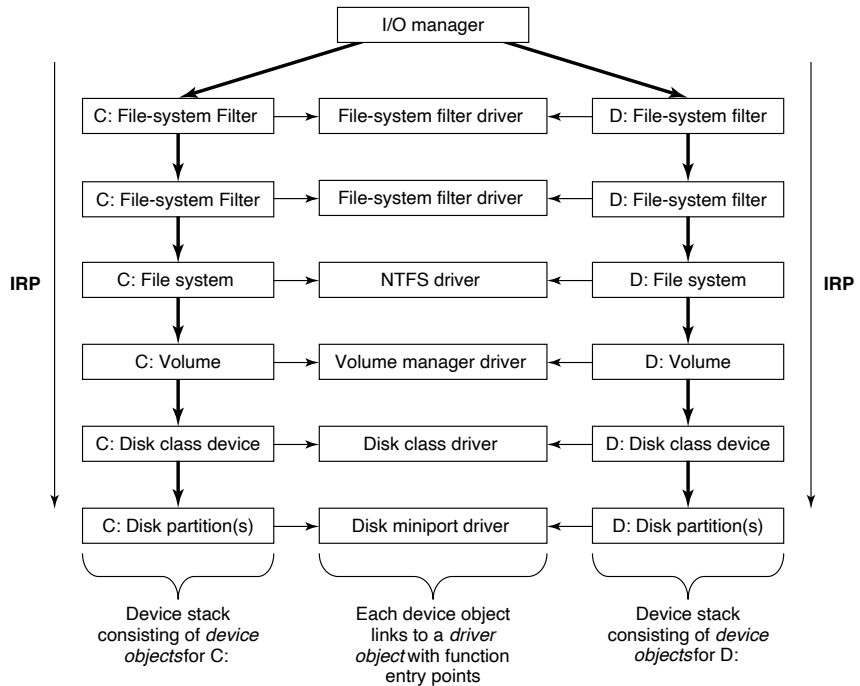 I/O manager
C: File-system Filter
File-system filter driver
D: File-system filter
C: File-system Filter
File-system filter driver
D: File-system filter
IRP
C: File system
NTFS driver
D: File system
IRP
C: Volume
Volume manager driver
D: Volume
C: Disk class device
Disk class driver
D: Disk class device
C: Disk partition(s)
Disk miniport driver
D: Disk partition(s)
Device stack
consisting of device
objectsfor C:
Each device object
links to a driver
object with function
entry points
Device stack
consisting of device
objectsfor D: